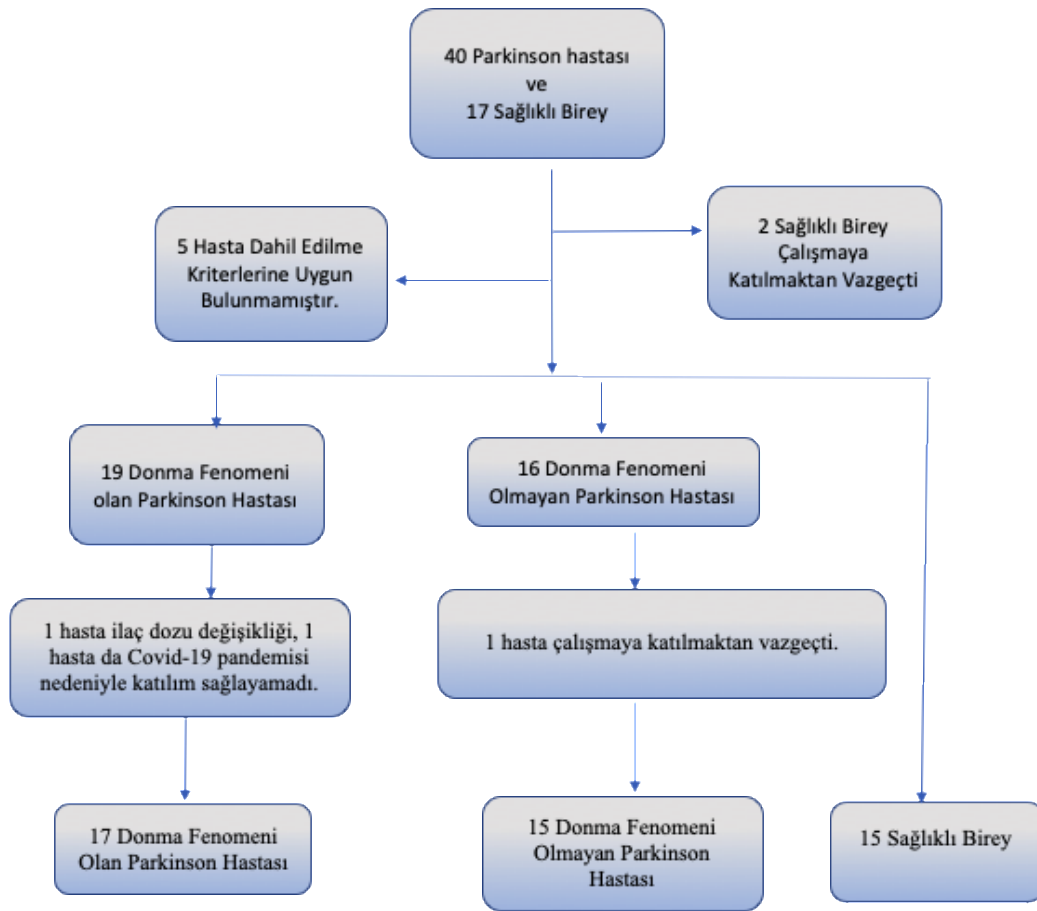 40 Parkinson hastası
ve
17 Sağlıklı Birey
5 Hasta Dahil Edilme
Kriterlerine Uygun
Bulunmamıştır.
2 Sağlıklı Birey
Çalışmaya
Katılmaktan Vazgeçti
19 Donma Fenomeni
olan Parkinson Hastası
16 Donma Fenomeni
Olmayan Parkinson Hastası
1 hasta ilaç dozu değişikliği, 1
hasta da Covid-19 pandemisi
nedeniyle katılım sağlayamadı.
1 hasta çalışmaya katılmaktan vazgeçti.
17 Donma Fenomeni
Olan Parkinson Hastası
15 Donma Fenomeni
Olmayan Parkinson
Hastası
15 Sağlıklı Birey